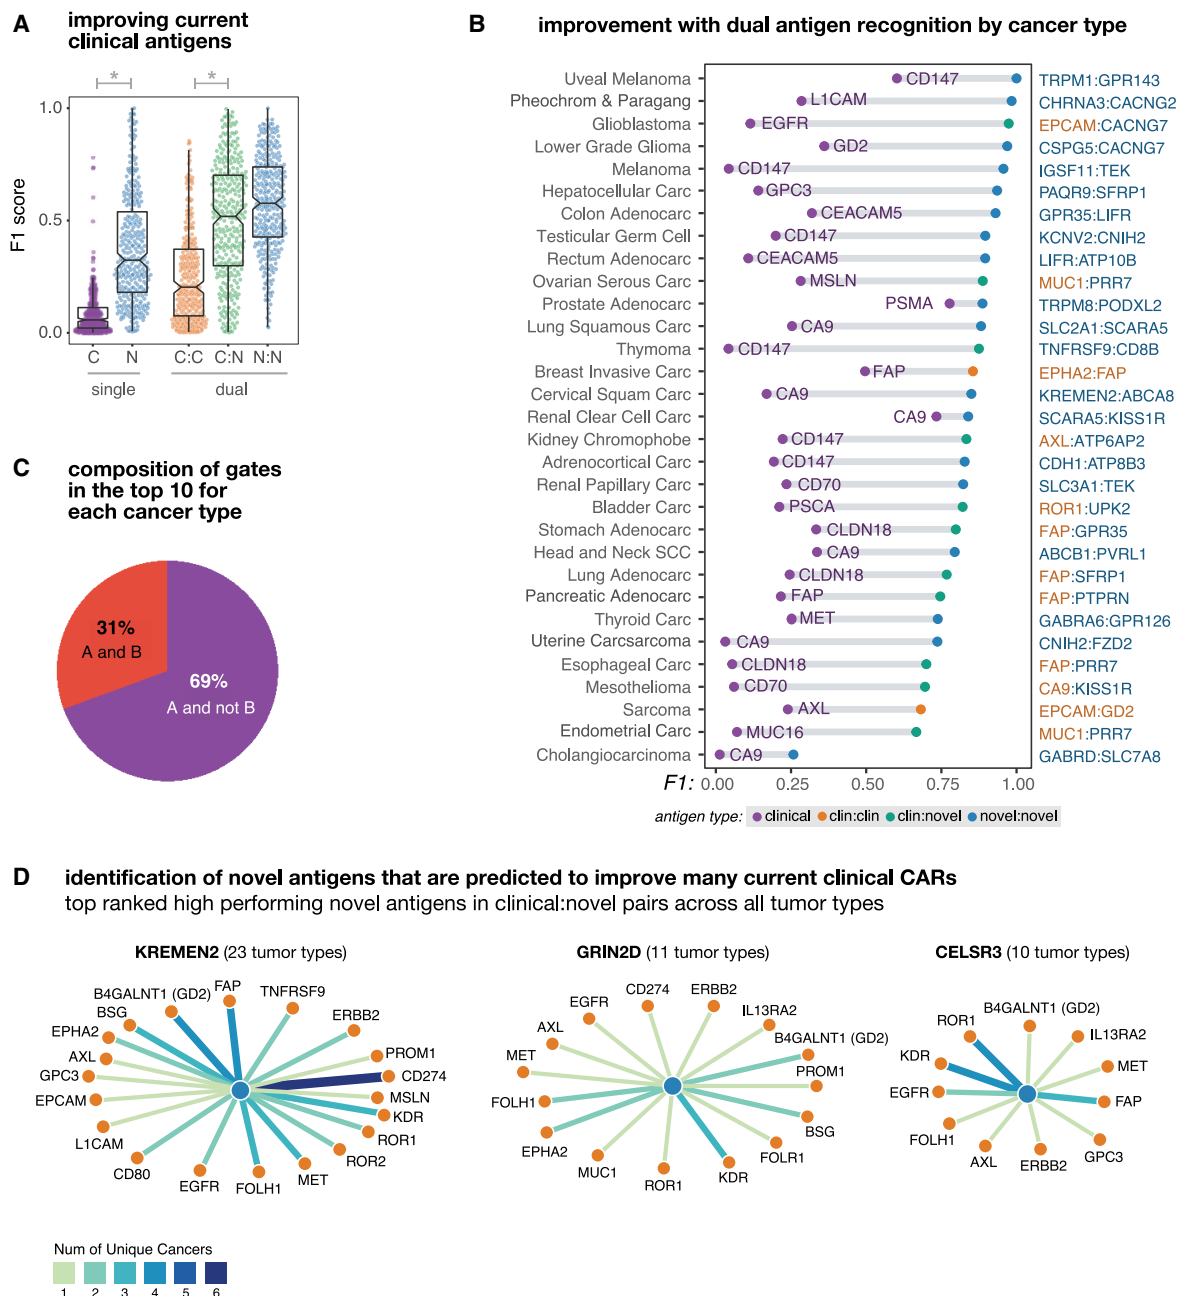 A improving current
clinical antigens
* *
F1 score
1.0
0.5
0.0
C N C:C C:N N:N
single dual
B improvement with dual antigen recognition by cancer type
Uveal Melanoma CD147 TRPM1:GPR143
Pheochrom & Paragang L1CAM CHRNA3:CACNG2
Glioblastoma EGFR EPCAM:CACNG7
Lower Grade Glioma GD2 CSPG5:CACNG7
Melanoma CD147 IGSF11:TEK
Hepatocellular Carc GPC3 PAQR9:SFRP1
Colon Adenocarc CEACAM5 GPR35:LIFR
Testicular Germ Cell CD147 KCNV2:CNIH2
Rectum Adenocarc CEACAM5 LIFR:ATP10B
Ovarian Serous Carc MSLN MUC1:PRR7
Prostate Adenocarc PSMA TRPM8:PODXL2
Lung Squamous Carc CA9 SLC2A1:SCARA5
Thymoma CD147 TNFRSF9:CD8B
Breast Invasive Carc FAP EPHA2:FAP
Cervical Squam Carc CA9 KREMEN2:ABCA8
Renal Clear Cell Carc CA9 SCARA5:KISS1R
Kidney Chromophobe CD147 AXL:ATP6AP2
Adrenocortical Carc CD147 CDH1:ATP8B3
Renal Papillary Carc CD70 SLC3A1:TEK
Bladder Carc PSCA ROR1:UPK2
Stomach Adenocarc CLDN18 FAP:GPR35
Head and Neck SCC CA9 ABCB1:PVRL1
Lung Adenocarc CLDN18 FAP:SFRP1
Pancreatic Adenocarc FAP FAP:PTPRN
Thyroid Carc MET GABRA6:GPR126
Uterine Carcsarcoma CA9 CNIH2:FZD2
Esophageal Carc CLDN18 FAP:PRR7
Mesothelioma CD70 CA9:KISS1R
Sarcoma AXL EPCAM:GD2
Endometrial Carc MUC16 MUC1:PRR7
Cholangiocarcinoma CA9 GABRD:SLC7A8
F1: 0.00 0.25 0.50 0.75 1.00
antigen type: clinical clin:clin clin:novel novel:novel
C composition of gates
in the top 10 for
each cancer type
31%
A and B
69%
A and not B
D identification of novel antigens that are predicted to improve many current clinical CARs
top ranked high performing novel antigens in clinical:novel pairs across all tumor types
KREMEN2 (23 tumor types)
FAP
TNFRSF9
B4GALNT1 (GD2)
BSG
ERBB2
EPHA2
PROM1
AXL
CD274
GPC3
MSLN
EPCAM
KDR
L1CAM
ROR1
CD80
ROR2
EGFR
FOLH1
MET
GRIN2D (11 tumor types)
CD274
ERBB2
EGFR
IL13RA2
AXL
B4GALNT1 (GD2)
MET
PROM1
FOLH1
BSG
EPHA2
FOLR1
MUC1
KDR
ROR1
CELSR3 (10 tumor types)
B4GALNT1 (GD2)
ROR1
IL13RA2
KDR
MET
EGFR
FAP
FOLH1
GPC3
AXL
ERBB2
Num of Unique Cancers
1 2 3 4 5 6